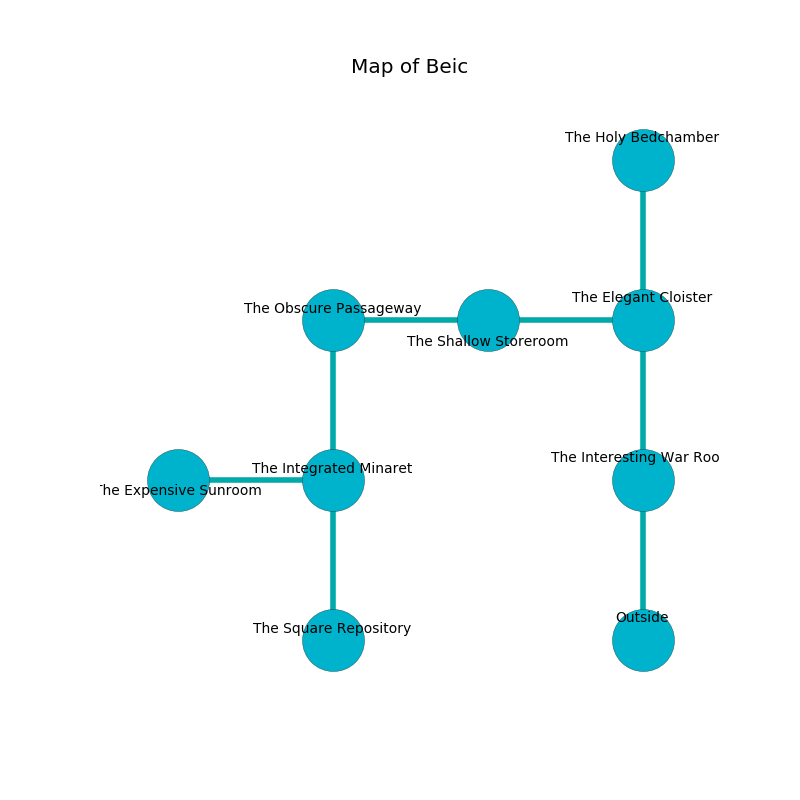 Map of Beic
The Holy Bedchamber
The Elegant Cloister
The Obscure Passageway
The Shallow Storeroom
The Interesting War Roo
The Integrated Minaret
he Expensive Sunroom
Outside
The Square Repository